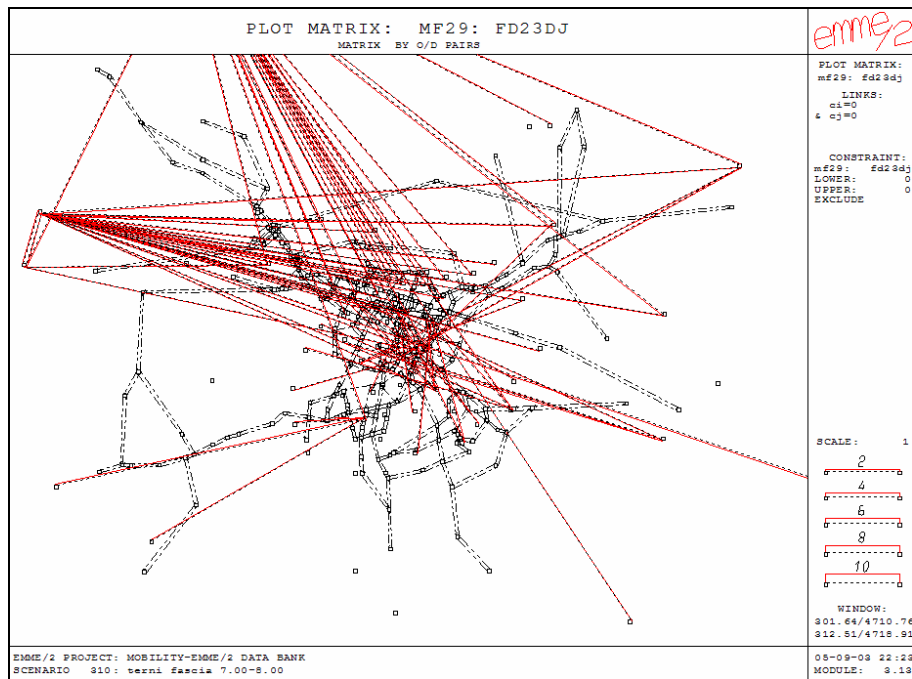 PLOT MATRIX: MF29: FD23DJ
MATRIX BY O/D PAIRS
emme/2
PLOT MATRIX:
mf29: fd23dj
LINKS:
ci=0
& cj=0
CONSTRAINT:
mf29: fd23dj
LOWER: 0
UPPER: 0
EXCLUDE
SCALE: 1
2
4
6
8
10
WINDOW:
301.64/4710.76
312.51/4718.91
EMME/2 PROJECT: MOBILITY-EMME/2 DATA BANK
SCENARIO 310: terni fascia 7.00-8.00
05-09-03 22:23
MODULE: 3.13